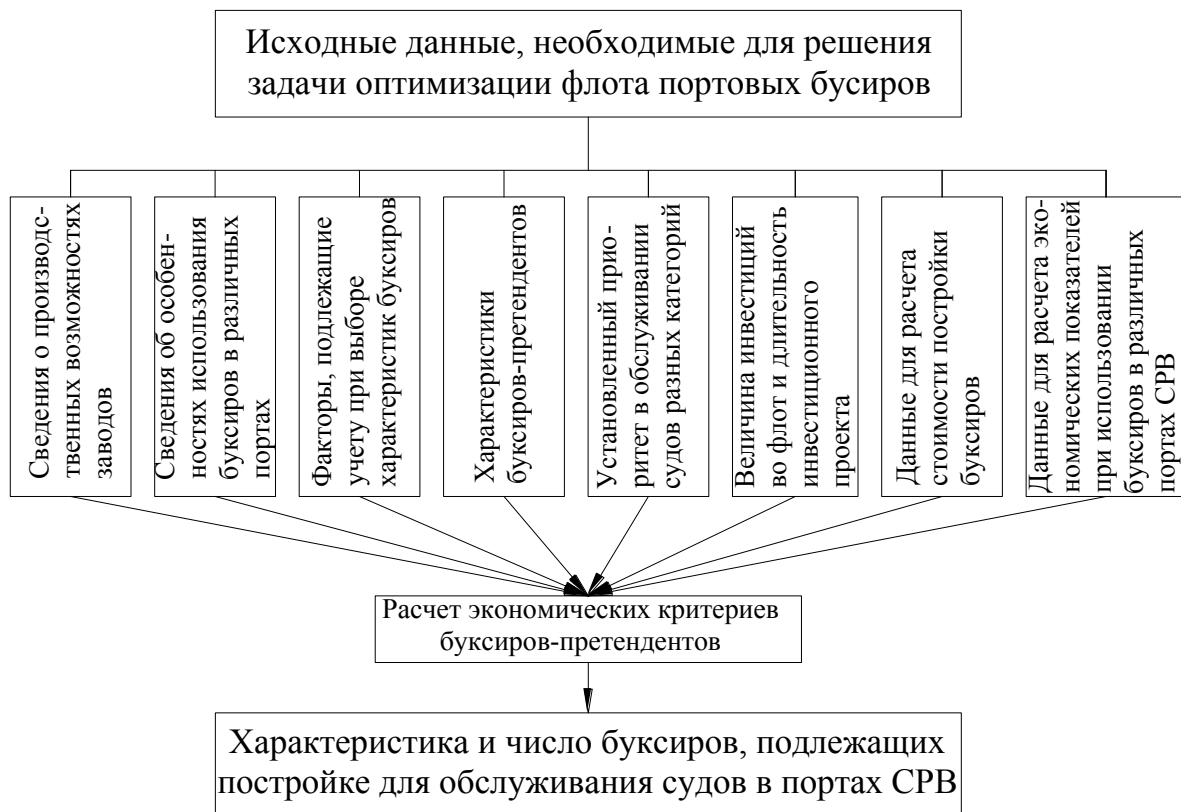 Исходные данные, необходимые для решения
задачи оптимизации флота портовых бусиров
Сведения о производс-
твенных возможностях
заводов
Сведения об особен-
ностях использования
буксиров в различных
портах
Факторы, подлежащие
учету при выборе
характеристик буксиров
Характеристики
буксиров-претендентов
Установленный прио-
ритет в обслуживании
судов разных категорий
Величина инвестиций
во флот и длительность
инвестиционного
проекта
Данные для расчета
стоимости постройки
буксиров
Данные для расчета эко-
номических показателей
при использовании
буксиров в различных
портах СРВ
Расчет экономических критериев
буксиров-претендентов
Характеристика и число буксиров, подлежащих
постройке для обслуживания судов в портах СРВ